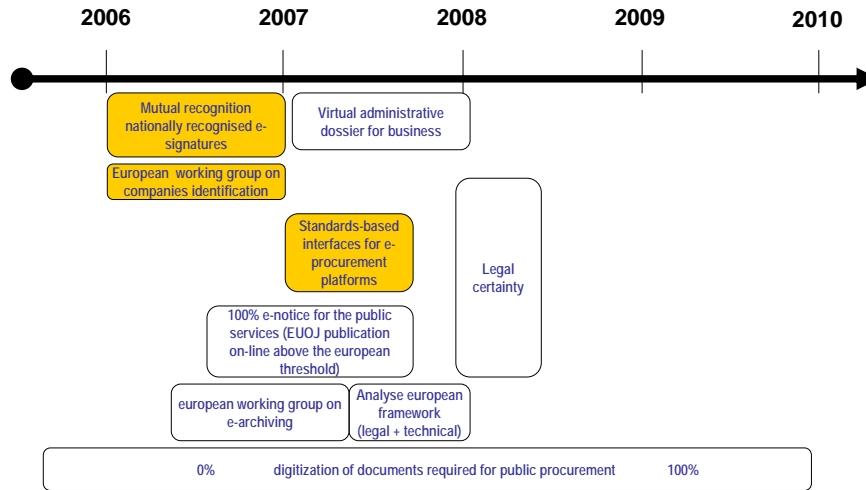 2006 2007 2008 2009 2010
Mutual recognition
nationally recognised e-
signatures
Virtual administrative
dossier for business
European working group on
companies identification
Standards-based
interfaces for e-
procurement
platforms
Legal
certainty
100% e-notice for the public
services (EUOJ publication
on-line above the european
threshold)
european working group on
e-archiving
Analyse european
framework
(legal + technical)
0% digitization of documents required for public procurement 100%